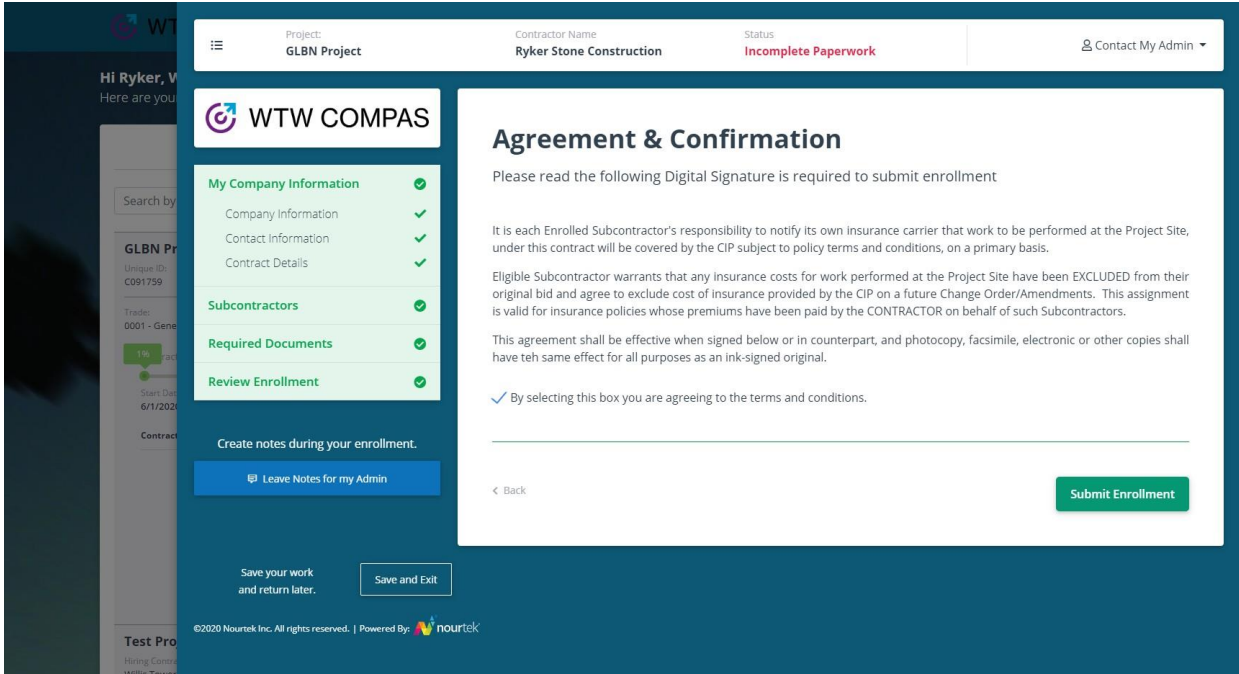 WT
Hi Ryker, W
Here are you
Search by
GLBN Pr
Unique ID:
C091759
Trade:
0001 - Gene
1%
ract
Start Dat
6/1/2020
Contract
Test Pro
Hiring Contra
Project:
GLBN Project
Contractor Name
Ryker Stone Construction
Status
Incomplete Paperwork
Contact My Admin
WTW COMPAS
My Company Information
Company Information
Contact Information
Contract Details
Subcontractors
Required Documents
Review Enrollment
Create notes during your enrollment.
Leave Notes for my Admin
Save your work
and return later.
Save and Exit
©2020 Nourtek Inc. All rights reserved. | Powered By: nourtek
Agreement & Confirmation
Please read the following Digital Signature is required to submit enrollment
It is each Enrolled Subcontractor's responsibility to notify its own insurance carrier that work to be performed at the Project Site,
under this contract will be covered by the CIP subject to policy terms and conditions, on a primary basis.
Eligible Subcontractor warrants that any insurance costs for work performed at the Project Site have been EXCLUDED from their
original bid and agree to exclude cost of insurance provided by the CIP on a future Change Order/Amendments. This assignment
is valid for insurance policies whose premiums have been paid by the CONTRACTOR on behalf of such Subcontractors.
This agreement shall be effective when signed below or in counterpart, and photocopy, facsimile, electronic or other copies shall
have teh same effect for all purposes as an ink-signed original.
By selecting this box you are agreeing to the terms and conditions.
< Back
Submit Enrollment